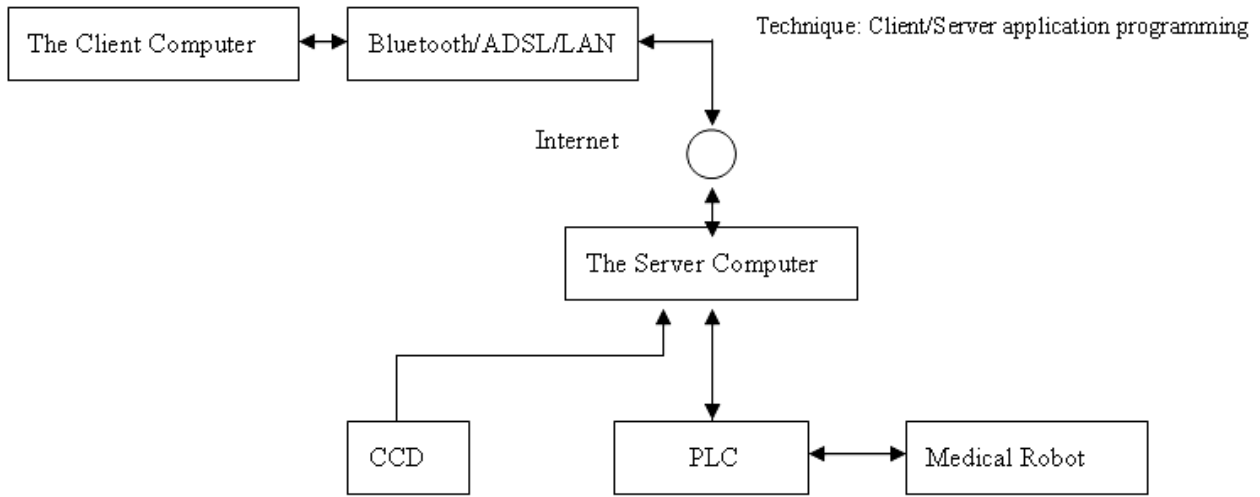 The Client Computer
Bluetooth/ADSL/LAN
Technique: Client/Server application programming
Internet
The Server Computer
CCD
PLC
Medical Robot